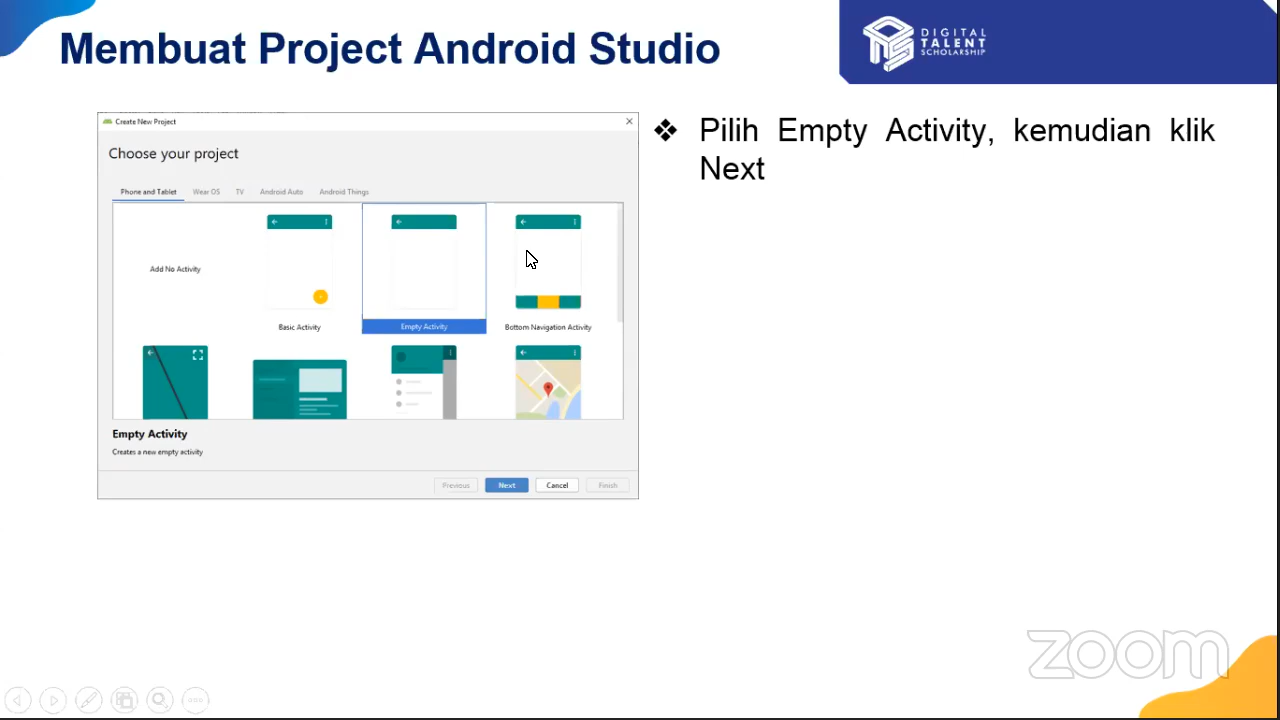 Membuat Project Android Studio
DIGITAL
TALENT
SCHOLARSHIP
Create New Project
Choose your project
Phone and Tablet Wear OS TV Android Auto Android Things
Add No Activity
Basic Activity
Empty Activity
Bottom Navigation Activity
Empty Activity
Creates a new empty activity
Previous Next Cancel Finish
❖ Pilih Empty Activity, kemudian klik
Next
zoom